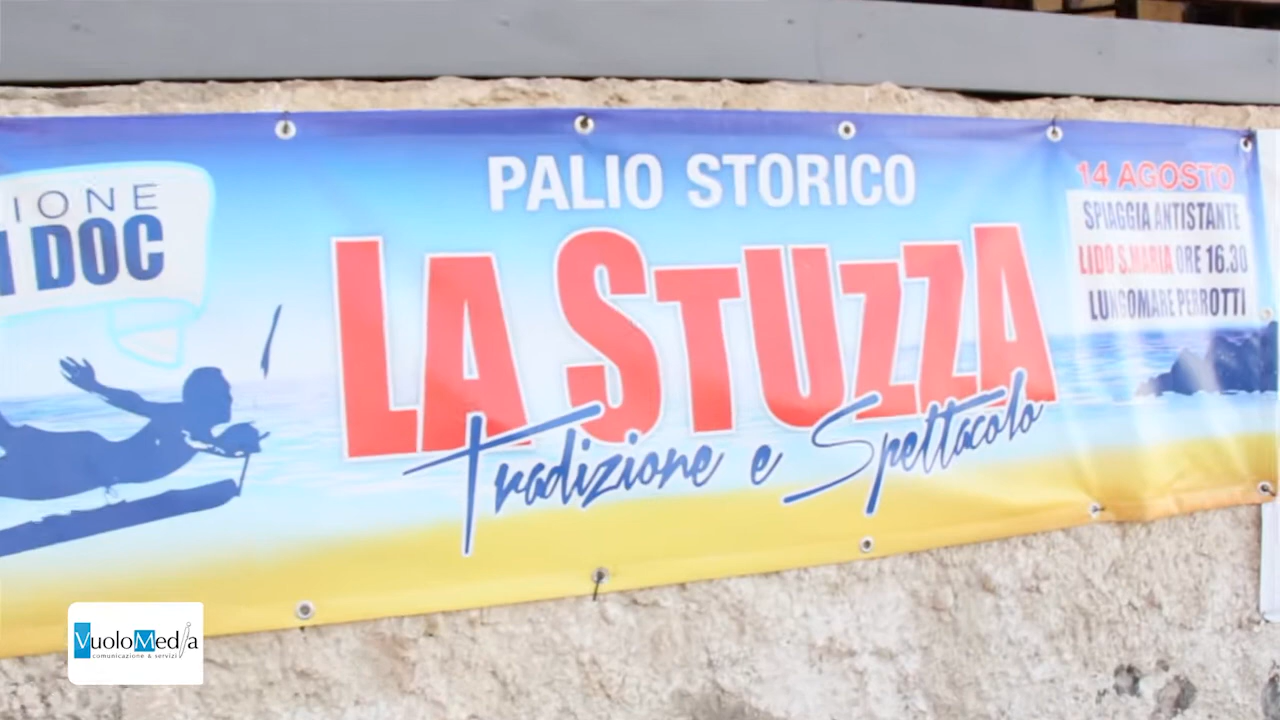 IONE
DOC
PALIO STORICO
LA STUZZA
Tradizione e Spettacolo
14 AGOSTO
SPIAGGIA ANTISTANTE
LIDO S.MARIA ORE 16.30
LUNGOMARE PERROTTI
VuoloMedia
comunicazione & servizi